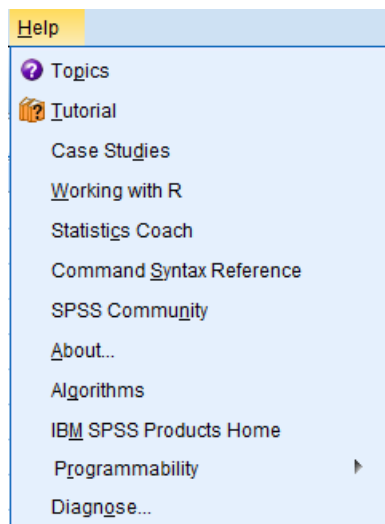 Help
Topics
Tutorial
Case Studies
Working with R
Statistics Coach
Command Syntax Reference
SPSS Community
About...
Algorithms
IBM SPSS Products Home
Programmability
Diagnose...